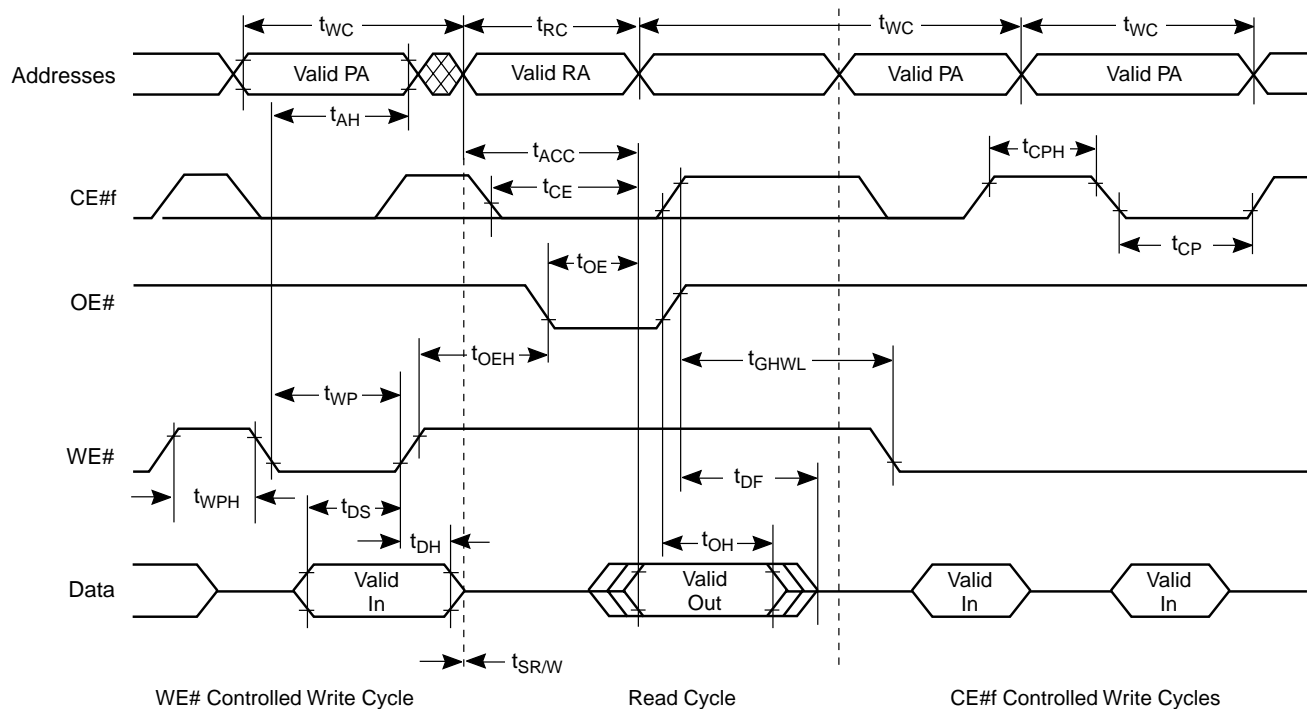 tWC tRC tWC tWC
Addresses Valid PA Valid RA Valid PA Valid PA
tAH
tACC tCPH
CE#f tCE
tOE tCP
OE#
tOEH tGHWL
tWP
WE#
tWPH tDS tDF
tDH tOH
Data Valid In Valid Out Valid In Valid In
tSR/W
WE# Controlled Write Cycle Read Cycle CE#f Controlled Write Cycles